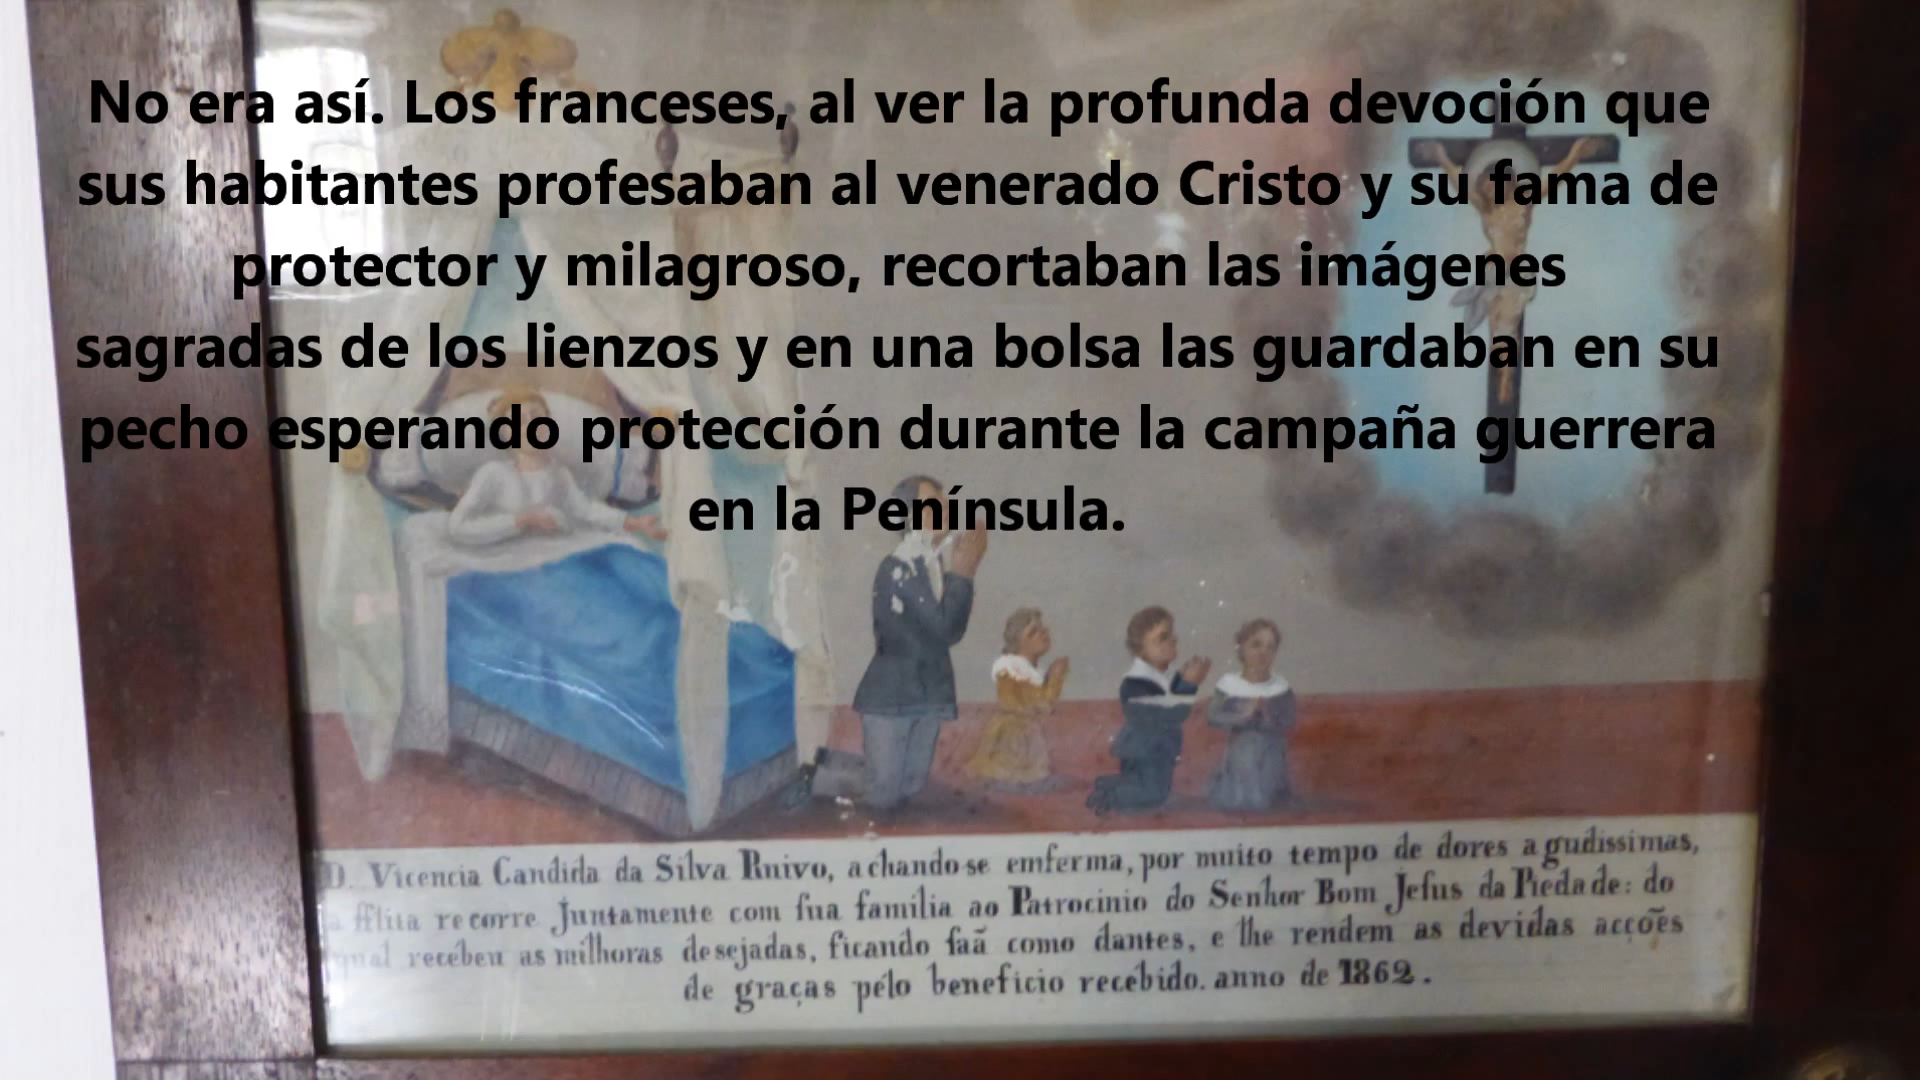 No era así. Los franceses, al ver la profunda devoción que
sus habitantes profesaban al venerado Cristo y su fama de
protector y milagroso, recortaban las imágenes
sagradas de los lienzos y en una bolsa las guardaban en su
pecho esperando protección durante la campaña guerrera
en la Península.
D. Vicencia Candida da Silva Rnivo, achando-se emferma, por muito tempo de dores agudissimas,
afflita recorre Juntamente com sua familia ao Patrocinio do Senhor Bom Jesus da Piedade: do
qual recebeu as milhoras desejadas, ficando saã como dantes, e lhe rendem as devidas acções
de graças pélo beneficio recebido. anno de 1862.